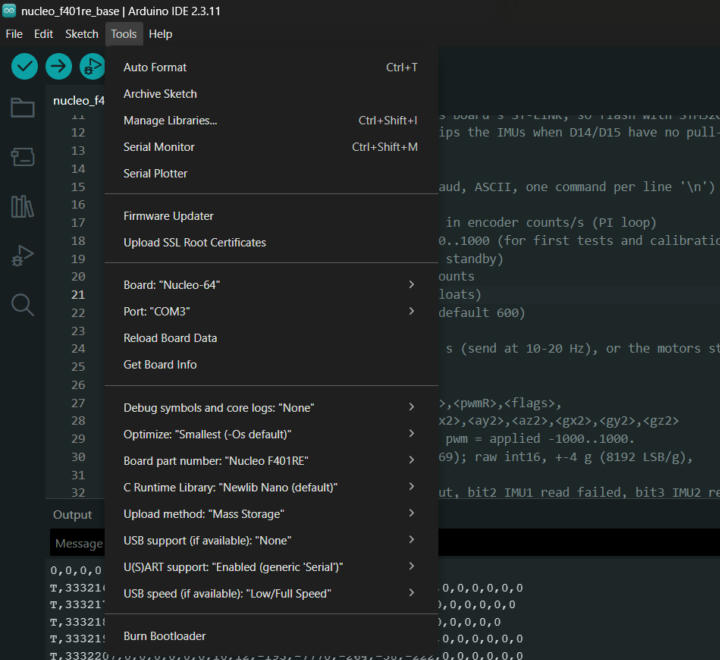 nucleo_f401re_base | Arduino IDE 2.3.11
File Edit Sketch Tools Help
Auto Format Ctrl+T
Archive Sketch
Manage Libraries... Ctrl+Shift+I
Serial Monitor Ctrl+Shift+M
Serial Plotter
Firmware Updater
Upload SSL Root Certificates
Board: "Nucleo-64"
Port: "COM3"
Reload Board Data
Get Board Info
Debug symbols and core logs: "None"
Optimize: "Smallest (-Os default)"
Board part number: "Nucleo F401RE"
C Runtime Library: "Newlib Nano (default)"
Upload method: "Mass Storage"
USB support (if available): "None"
U(S)ART support: "Enabled (generic 'Serial')"
USB speed (if available): "Low/Full Speed"
Burn Bootloader
nucleo_f4
11 s board's ST-LINK, so flash with
12 ips the IMUs when D14/D15 have no pull-
13
14
15 aud, ASCII, one command per line '\n')
16
17 in encoder counts/s (PI loop)
18 0..1000 (for first tests and calibratio
19 standby)
20 ounts
21 loats)
22 default 600)
23
24 s (send at 10-20 Hz), or the motors st
25
26
27 >,<pwmR>,<flags>,
28 x2>,<ay2>,<az2>,<gx2>,<gy2>,<gz2>
29 pwm = applied -1000..1000.
30 69); raw int16, +-4 g (8192 LSB/g),
31
32 ut, bit2 IMU1 read failed, bit3 IMU2 re
Output
Message
0,0,0,0
T,333216 ,0,0,0,0,0,0
T,33321 0,0,0,0,0,0
T,333218 0,0,0,0,0
T,333219 0,0,0,0,0,0